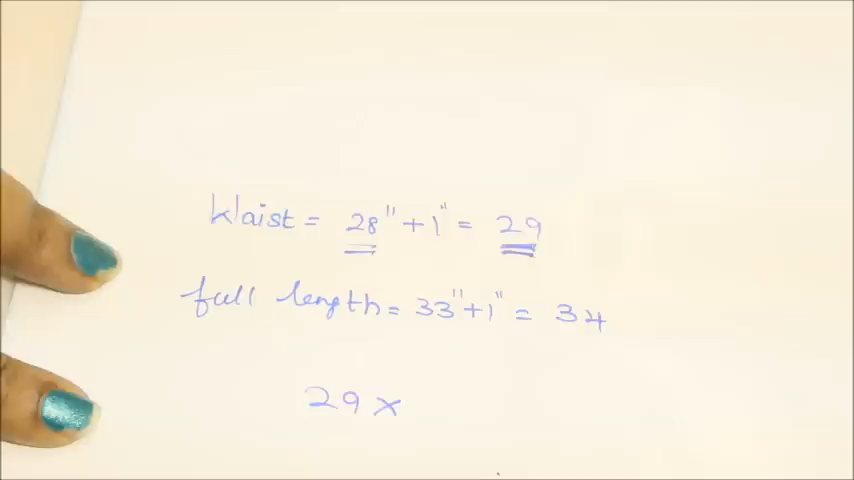 Waist = 28" + 1" = 29
full length = 33" + 1" = 34
29 x